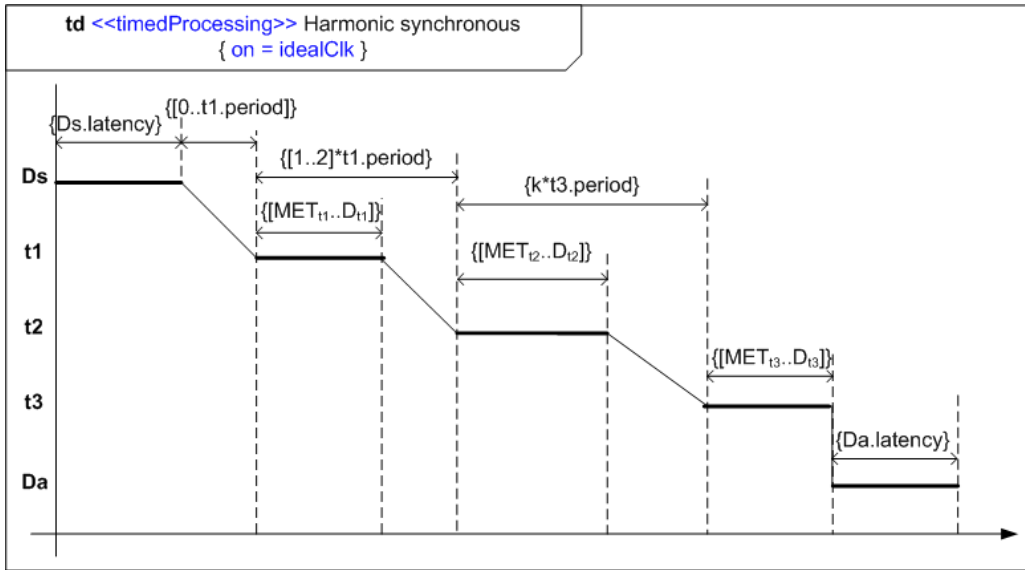 td <<timedProcessing>> Harmonic synchronous
{ on = idealClk }
{[0..t1.period]}
{Ds.latency}
{[1..2]*t1.period}
Ds
{k*t3.period}
{[METt1..Dt1]}
t1
{[METt2..Dt2]}
t2
{[METt3..Dt3]}
t3
{Da.latency}
Da